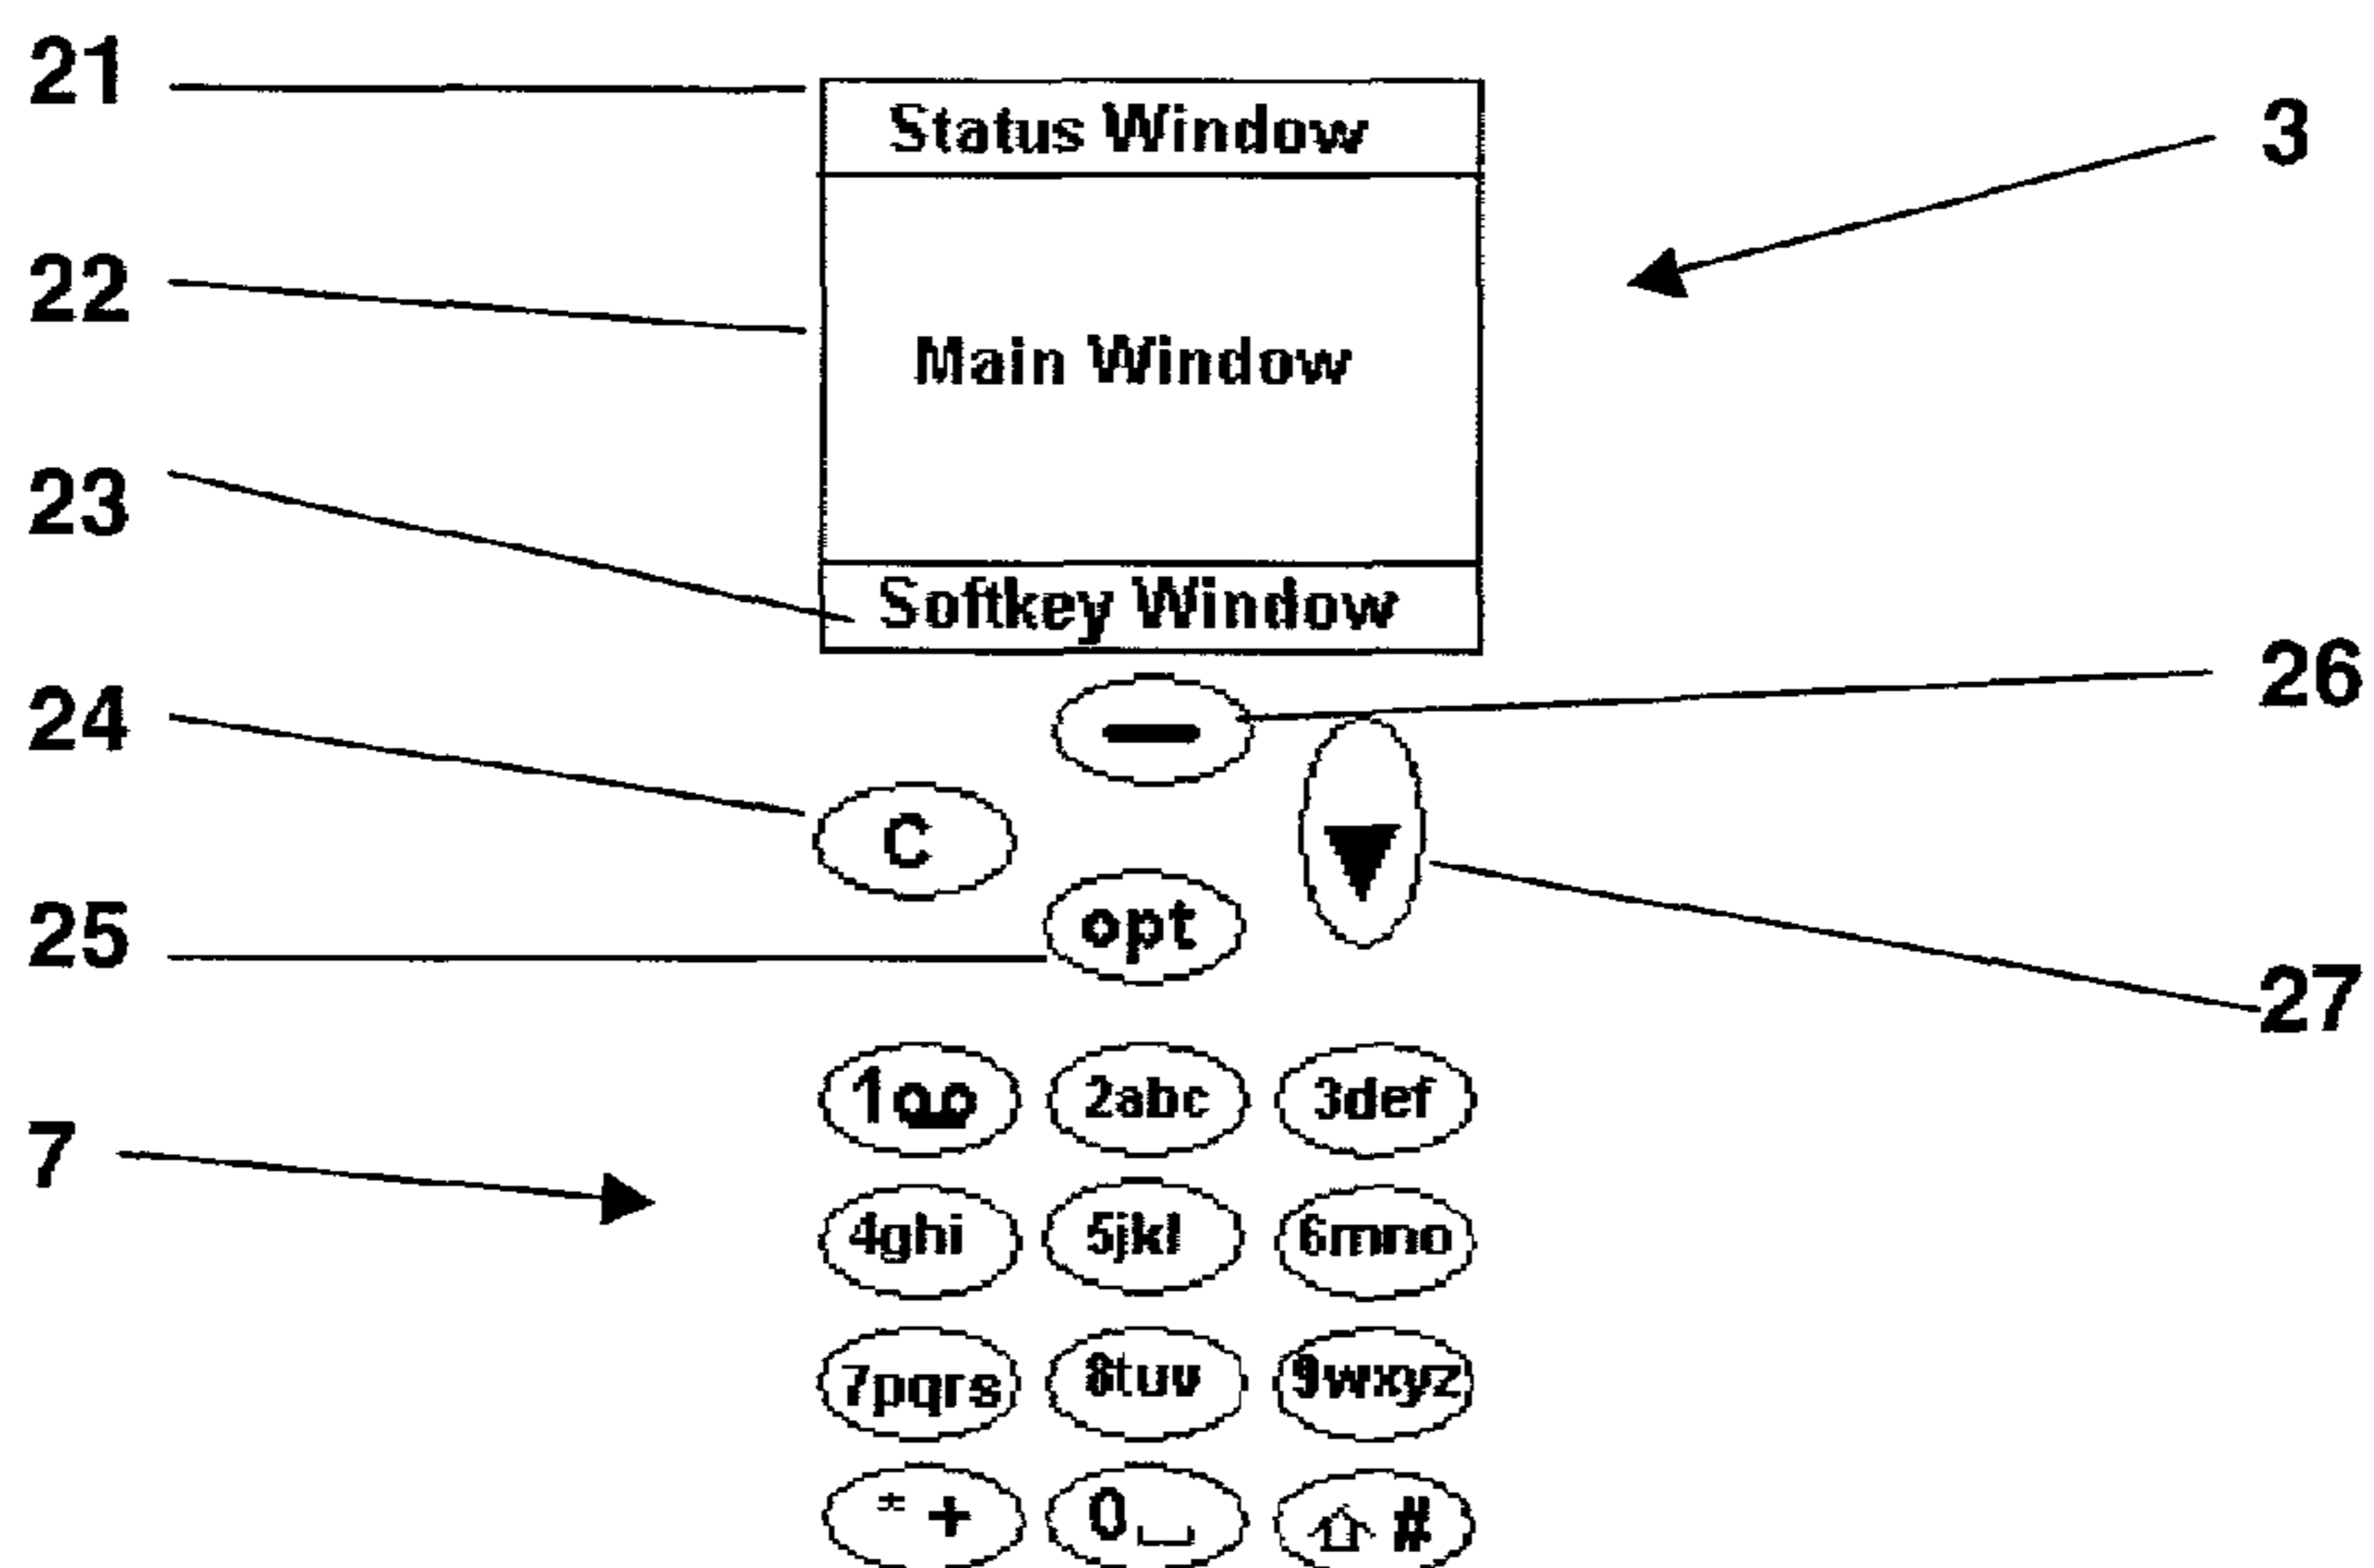 21
Status Window
3
22
Main Window
23
Softkey Window
26
24
C
opt
25
27
1
2abc
3def
7
4ghi
5jkl
6mno
7pqrs
8tuv
9wxyz
* +
0
#